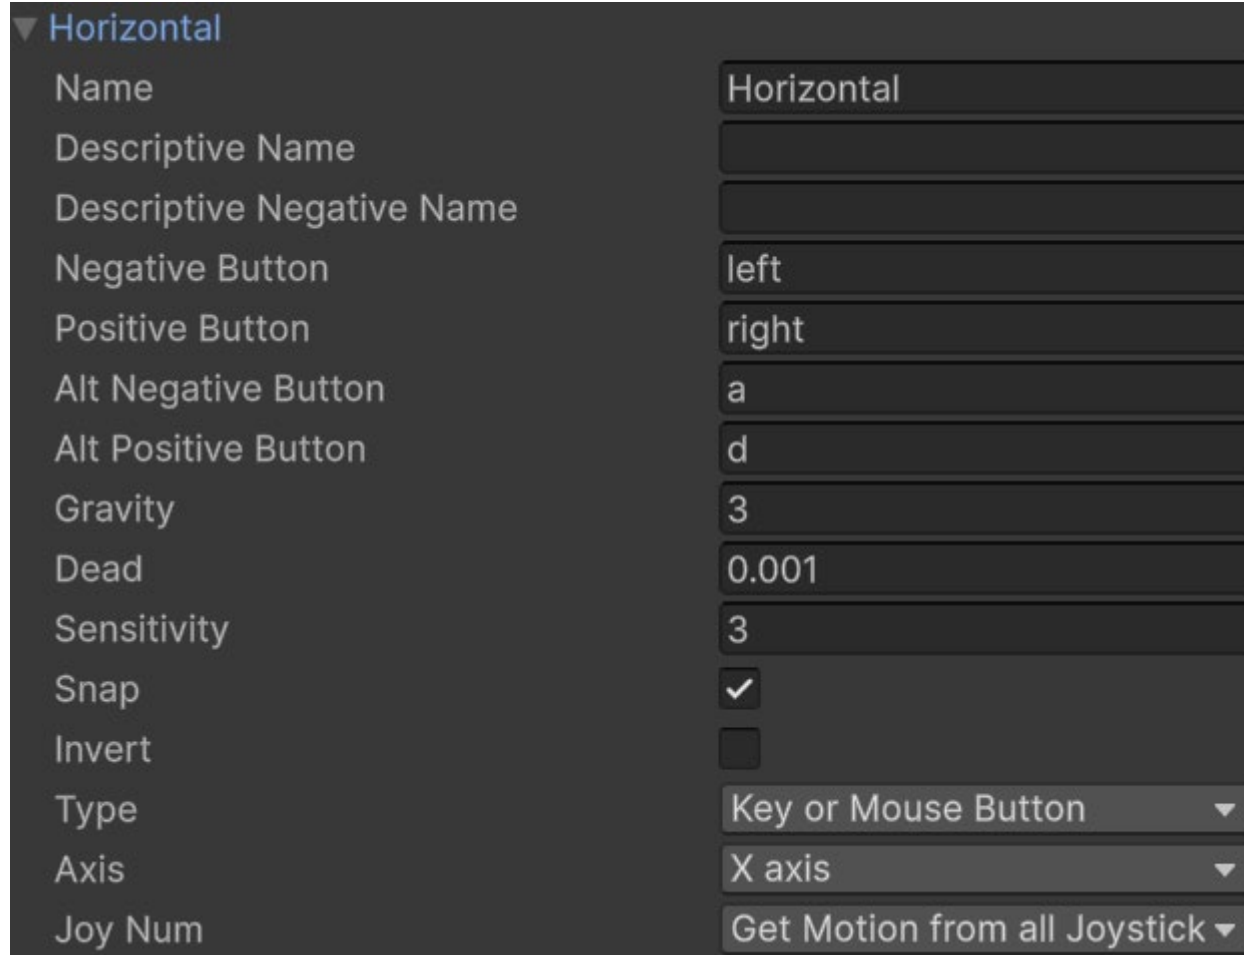 Horizontal
Name Horizontal
Descriptive Name
Descriptive Negative Name
Negative Button left
Positive Button right
Alt Negative Button a
Alt Positive Button d
Gravity 3
Dead 0.001
Sensitivity 3
Snap
Invert
Type Key or Mouse Button
Axis X axis
Joy Num Get Motion from all Joystick